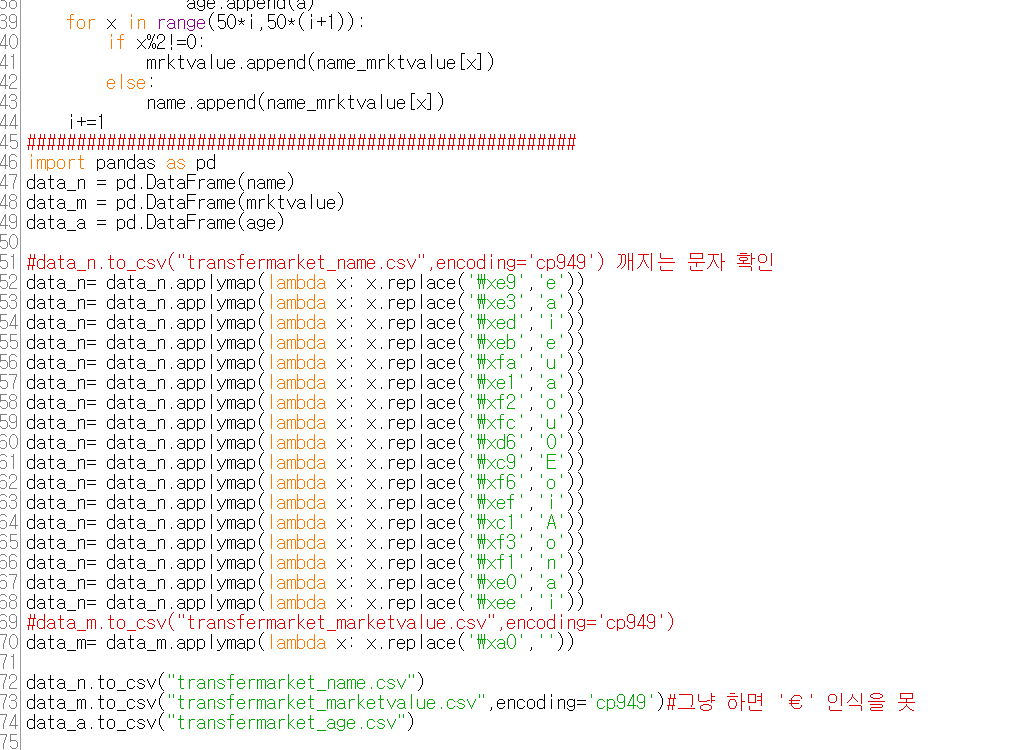 38 age.append(a)
39 for x in range(50*i,50*(i+1)):
40 if x%2!=0:
41 mrktvalue.append(name_mrktvalue[x])
42 else:
43 name.append(name_mrktvalue[x])
44 i+=1
45 #######################################################
46 import pandas as pd
47 data_n = pd.DataFrame(name)
48 data_m = pd.DataFrame(mrktvalue)
49 data_a = pd.DataFrame(age)
50
51 #data_n.to_csv("transfermarket_name.csv",encoding='cp949') 깨지는 문자 확인
52 data_n= data_n.applymap(lambda x: x.replace('₩xe9','e'))
53 data_n= data_n.applymap(lambda x: x.replace('₩xe3','a'))
54 data_n= data_n.applymap(lambda x: x.replace('₩xed','i'))
55 data_n= data_n.applymap(lambda x: x.replace('₩xeb','e'))
56 data_n= data_n.applymap(lambda x: x.replace('₩xfa','u'))
57 data_n= data_n.applymap(lambda x: x.replace('₩xe1','a'))
58 data_n= data_n.applymap(lambda x: x.replace('₩xf2','o'))
59 data_n= data_n.applymap(lambda x: x.replace('₩xfc','u'))
60 data_n= data_n.applymap(lambda x: x.replace('₩xd6','O'))
61 data_n= data_n.applymap(lambda x: x.replace('₩xc9','E'))
62 data_n= data_n.applymap(lambda x: x.replace('₩xf6','o'))
63 data_n= data_n.applymap(lambda x: x.replace('₩xef','i'))
64 data_n= data_n.applymap(lambda x: x.replace('₩xc1','A'))
65 data_n= data_n.applymap(lambda x: x.replace('₩xf3','o'))
66 data_n= data_n.applymap(lambda x: x.replace('₩xf1','n'))
67 data_n= data_n.applymap(lambda x: x.replace('₩xe0','a'))
68 data_n= data_n.applymap(lambda x: x.replace('₩xee','i'))
69 #data_m.to_csv("transfermarket_marketvalue.csv",encoding='cp949')
70 data_m= data_m.applymap(lambda x: x.replace('₩xa0',''))
71
72 data_n.to_csv("transfermarket_name.csv")
73 data_m.to_csv("transfermarket_marketvalue.csv",encoding='cp949')#그냥 하면 '€' 인식을 못
74 data_a.to_csv("transfermarket_age.csv")
75